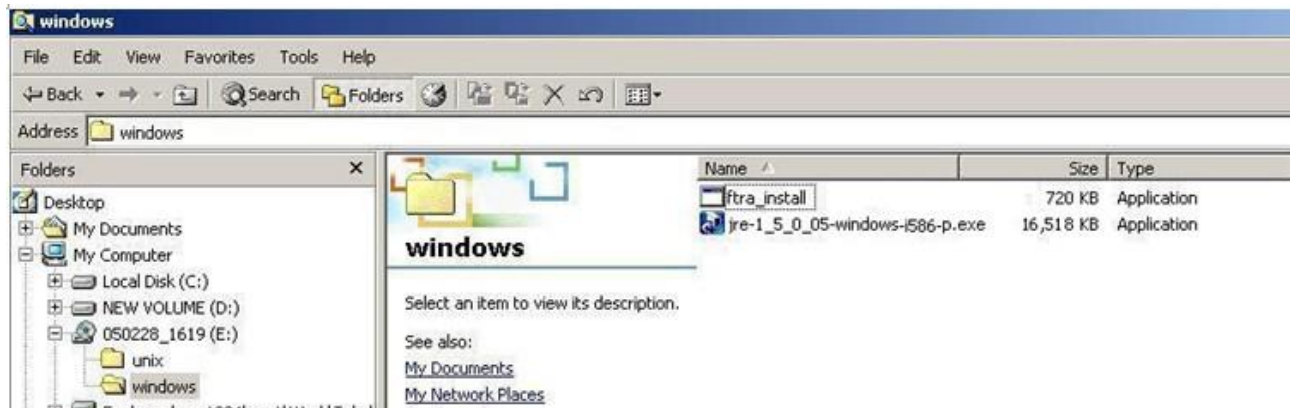 windows
File Edit View Favorites Tools Help
Back Search Folders
Address windows
Folders
Desktop
My Documents
My Computer
Local Disk (C:)
NEW VOLUME (D:)
050228_1619 (E:)
unix
windows
windows
Select an item to view its description.
See also:
My Documents
My Network Places
Name Size Type
ftra_install 720 KB Application
jre-1_5_0_05-windows-i586-p.exe 16,518 KB Application